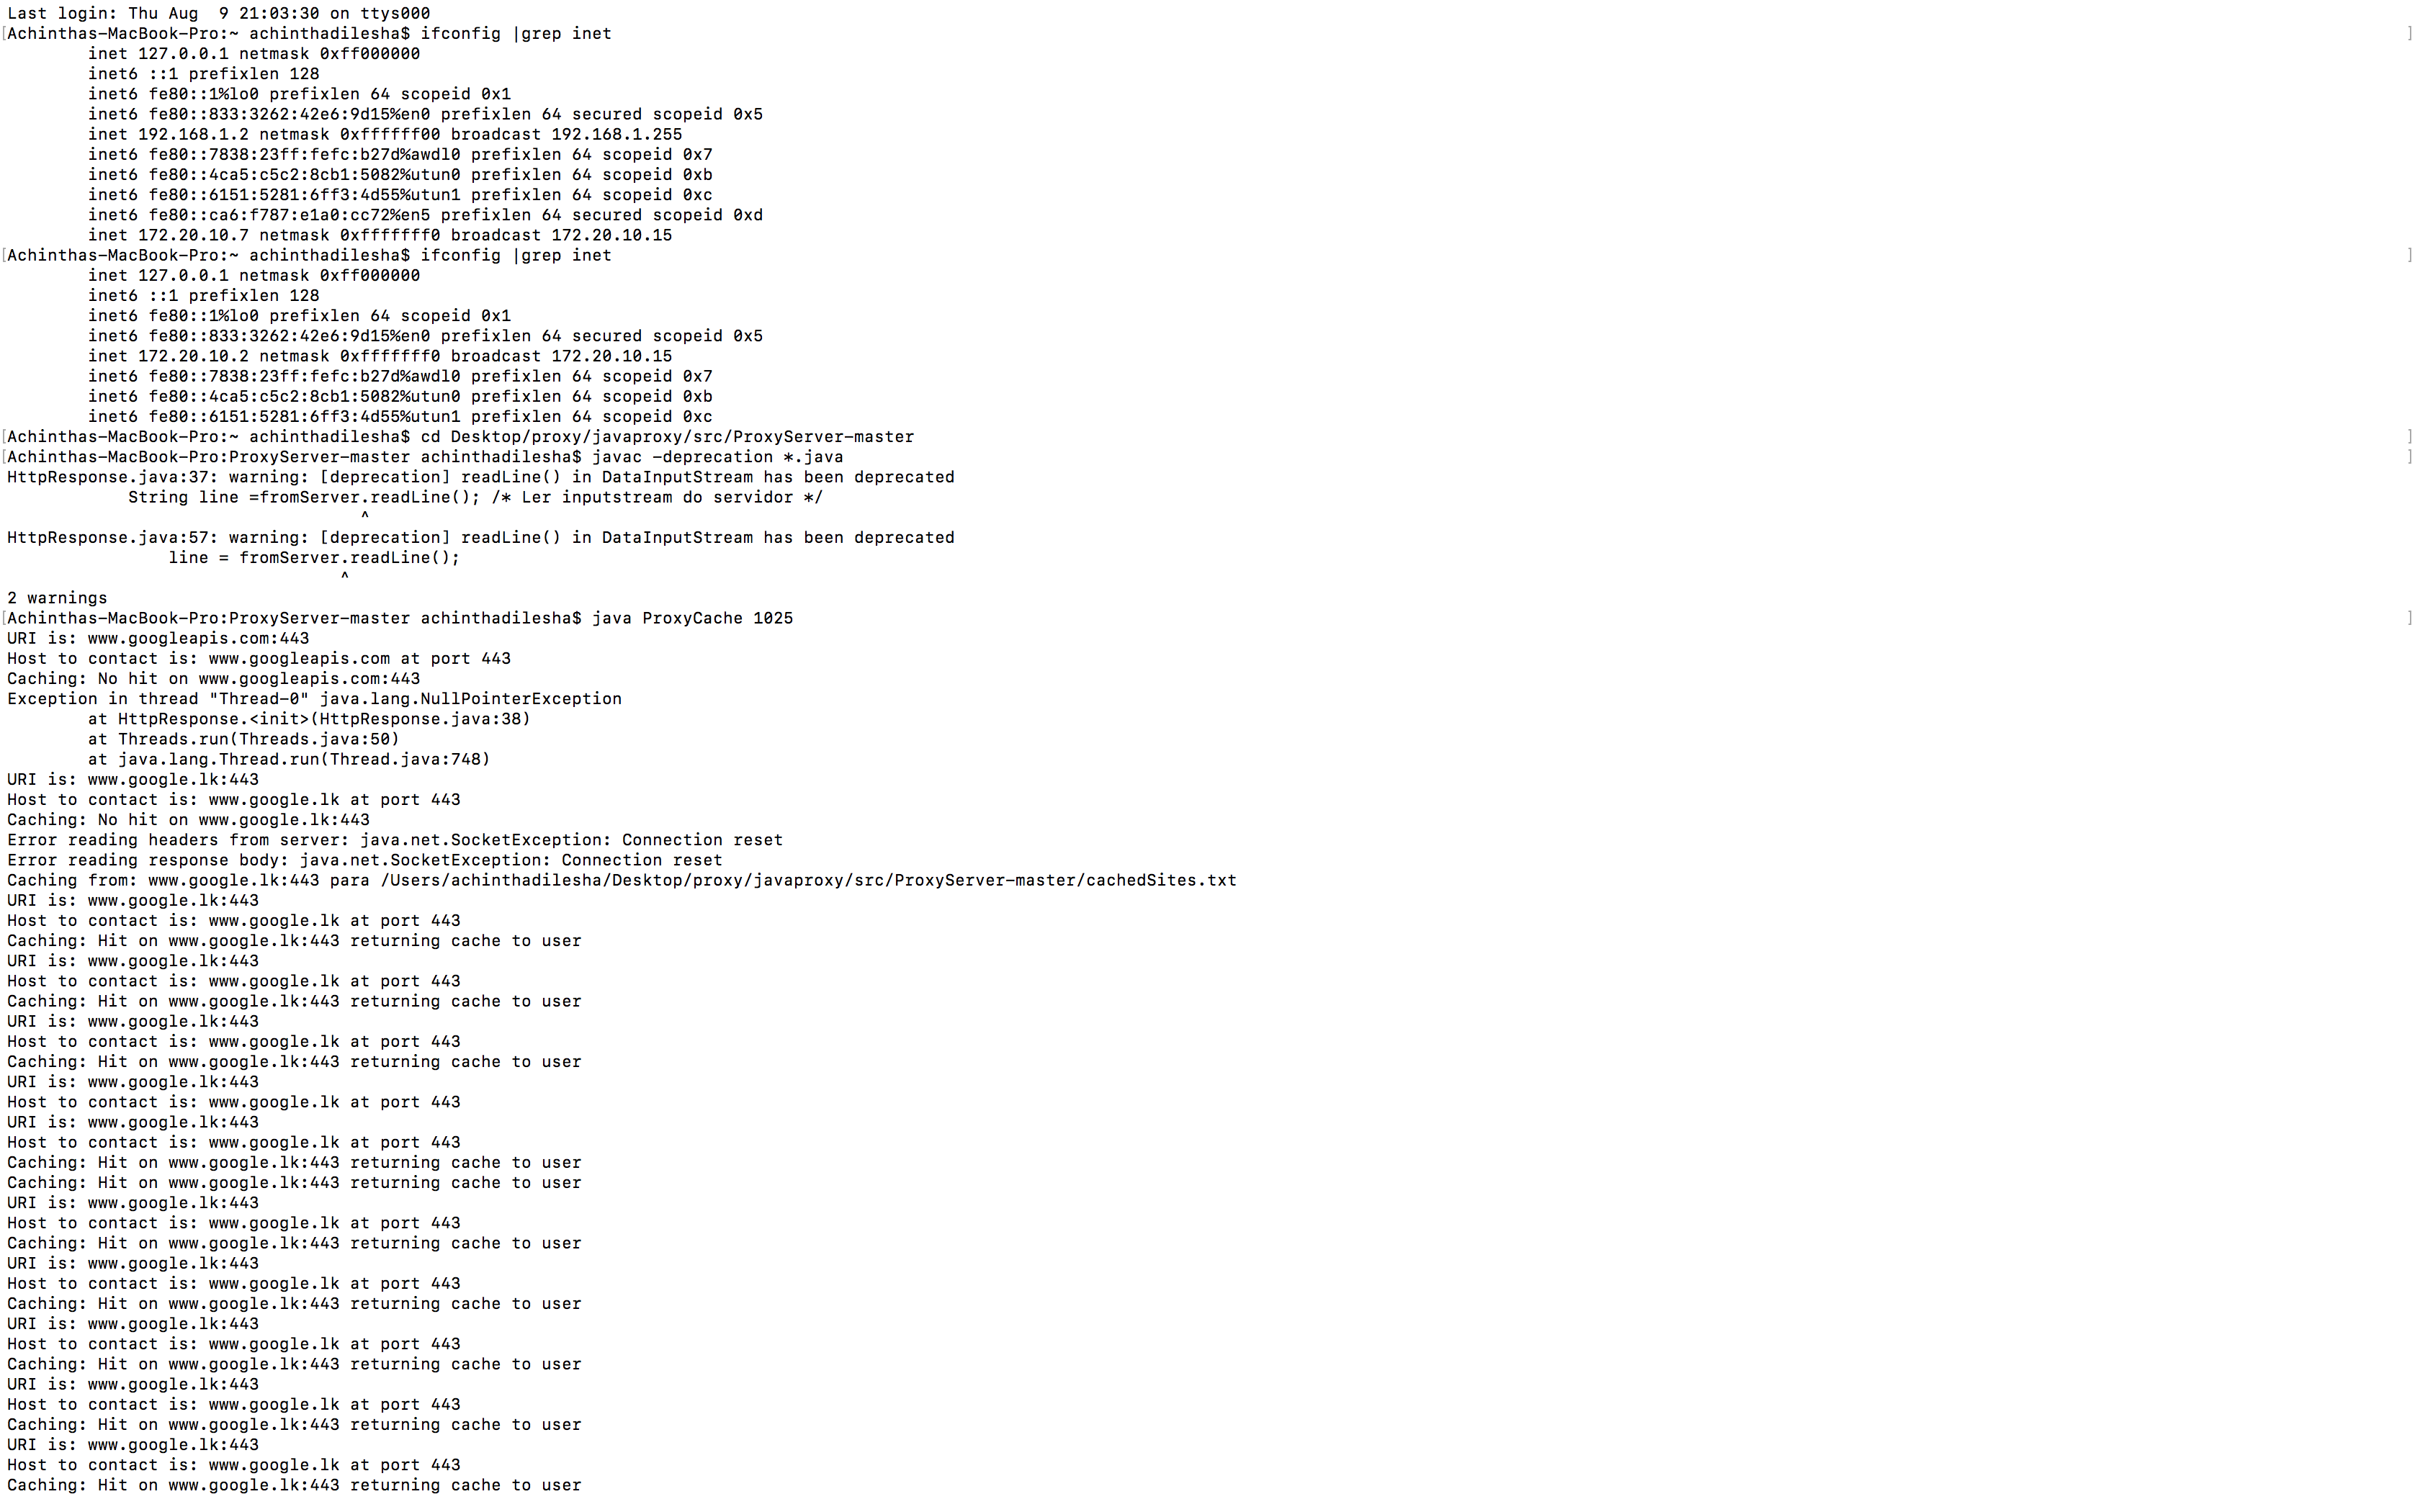 Last login: Thu Aug  9 21:03:30 on ttys000
[Achinthas-MacBook-Pro:~ achinthadilesha$ ifconfig |grep inet ]
inet 127.0.0.1 netmask 0xff000000
inet6 ::1 prefixlen 128
inet6 fe80::1%lo0 prefixlen 64 scopeid 0x1
inet6 fe80::833:3262:42e6:9d15%en0 prefixlen 64 secured scopeid 0x5
inet 192.168.1.2 netmask 0xffffff00 broadcast 192.168.1.255
inet6 fe80::7838:23ff:fefc:b27d%awdl0 prefixlen 64 scopeid 0x7
inet6 fe80::4ca5:c5c2:8cb1:5082%utun0 prefixlen 64 scopeid 0xb
inet6 fe80::6151:5281:6ff3:4d55%utun1 prefixlen 64 scopeid 0xc
inet6 fe80::ca6:f787:e1a0:cc72%en5 prefixlen 64 secured scopeid 0xd
inet 172.20.10.7 netmask 0xfffffff0 broadcast 172.20.10.15
[Achinthas-MacBook-Pro:~ achinthadilesha$ ifconfig |grep inet ]
inet 127.0.0.1 netmask 0xff000000
inet6 ::1 prefixlen 128
inet6 fe80::1%lo0 prefixlen 64 scopeid 0x1
inet6 fe80::833:3262:42e6:9d15%en0 prefixlen 64 secured scopeid 0x5
inet 172.20.10.2 netmask 0xfffffff0 broadcast 172.20.10.15
inet6 fe80::7838:23ff:fefc:b27d%awdl0 prefixlen 64 scopeid 0x7
inet6 fe80::4ca5:c5c2:8cb1:5082%utun0 prefixlen 64 scopeid 0xb
inet6 fe80::6151:5281:6ff3:4d55%utun1 prefixlen 64 scopeid 0xc
[Achinthas-MacBook-Pro:~ achinthadilesha$ cd Desktop/proxy/javaproxy/src/ProxyServer-master ]
[Achinthas-MacBook-Pro:ProxyServer-master achinthadilesha$ javac -deprecation *.java ]
HttpResponse.java:37: warning: [deprecation] readLine() in DataInputStream has been deprecated
String line =fromServer.readLine(); /* Ler inputstream do servidor */
^
HttpResponse.java:57: warning: [deprecation] readLine() in DataInputStream has been deprecated
line = fromServer.readLine();
^
2 warnings
[Achinthas-MacBook-Pro:ProxyServer-master achinthadilesha$ java ProxyCache 1025 ]
URI is: www.googleapis.com:443
Host to contact is: www.googleapis.com at port 443
Caching: No hit on www.googleapis.com:443
Exception in thread "Thread-0" java.lang.NullPointerException
at HttpResponse.<init>(HttpResponse.java:38)
at Threads.run(Threads.java:50)
at java.lang.Thread.run(Thread.java:748)
URI is: www.google.lk:443
Host to contact is: www.google.lk at port 443
Caching: No hit on www.google.lk:443
Error reading headers from server: java.net.SocketException: Connection reset
Error reading response body: java.net.SocketException: Connection reset
Caching from: www.google.lk:443 para /Users/achinthadilesha/Desktop/proxy/javaproxy/src/ProxyServer-master/cachedSites.txt
URI is: www.google.lk:443
Host to contact is: www.google.lk at port 443
Caching: Hit on www.google.lk:443 returning cache to user
URI is: www.google.lk:443
Host to contact is: www.google.lk at port 443
Caching: Hit on www.google.lk:443 returning cache to user
URI is: www.google.lk:443
Host to contact is: www.google.lk at port 443
Caching: Hit on www.google.lk:443 returning cache to user
URI is: www.google.lk:443
Host to contact is: www.google.lk at port 443
URI is: www.google.lk:443
Host to contact is: www.google.lk at port 443
Caching: Hit on www.google.lk:443 returning cache to user
Caching: Hit on www.google.lk:443 returning cache to user
URI is: www.google.lk:443
Host to contact is: www.google.lk at port 443
Caching: Hit on www.google.lk:443 returning cache to user
URI is: www.google.lk:443
Host to contact is: www.google.lk at port 443
Caching: Hit on www.google.lk:443 returning cache to user
URI is: www.google.lk:443
Host to contact is: www.google.lk at port 443
Caching: Hit on www.google.lk:443 returning cache to user
URI is: www.google.lk:443
Host to contact is: www.google.lk at port 443
Caching: Hit on www.google.lk:443 returning cache to user
URI is: www.google.lk:443
Host to contact is: www.google.lk at port 443
Caching: Hit on www.google.lk:443 returning cache to user